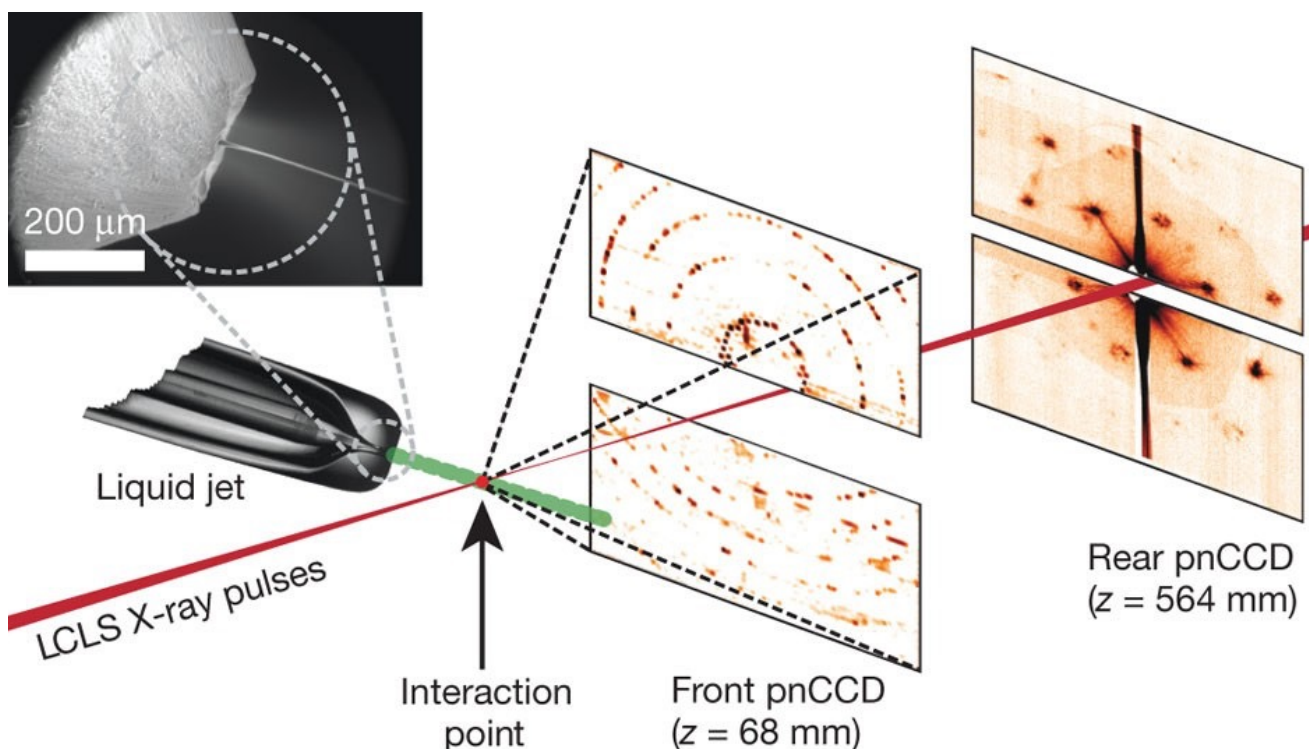 200 μm
Liquid jet
LCLS X-ray pulses
Interaction
point
Front pnCCD
(z = 68 mm)
Rear pnCCD
(z = 564 mm)